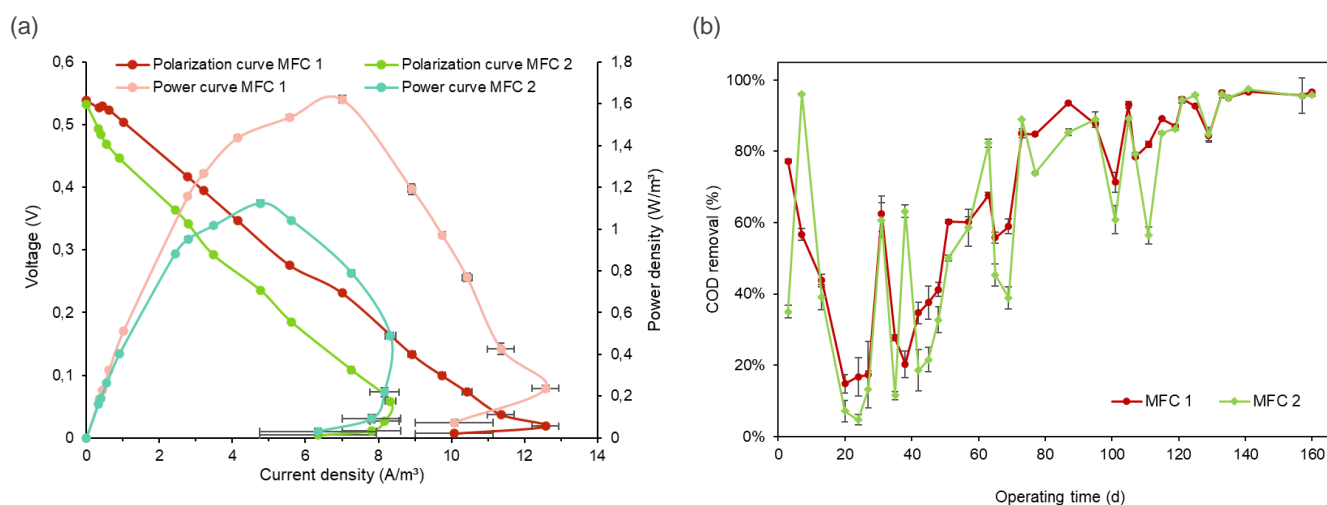 (a)
Polarization curve MFC 1
Polarization curve MFC 2
Power curve MFC 1
Power curve MFC 2
Voltage (V)
0,6
0,5
0,4
0,3
0,2
0,1
0
0 2 4 6 8 10 12 14
Current density (A/m³)
1,8
1,6
1,4
1,2
1
0,8
0,6
0,4
0,2
0
Power density (W/m³)
(b)
COD removal (%)
100%
80%
60%
40%
20%
0%
MFC 1 MFC 2
0 20 40 60 80 100 120 140 160
Operating time (d)